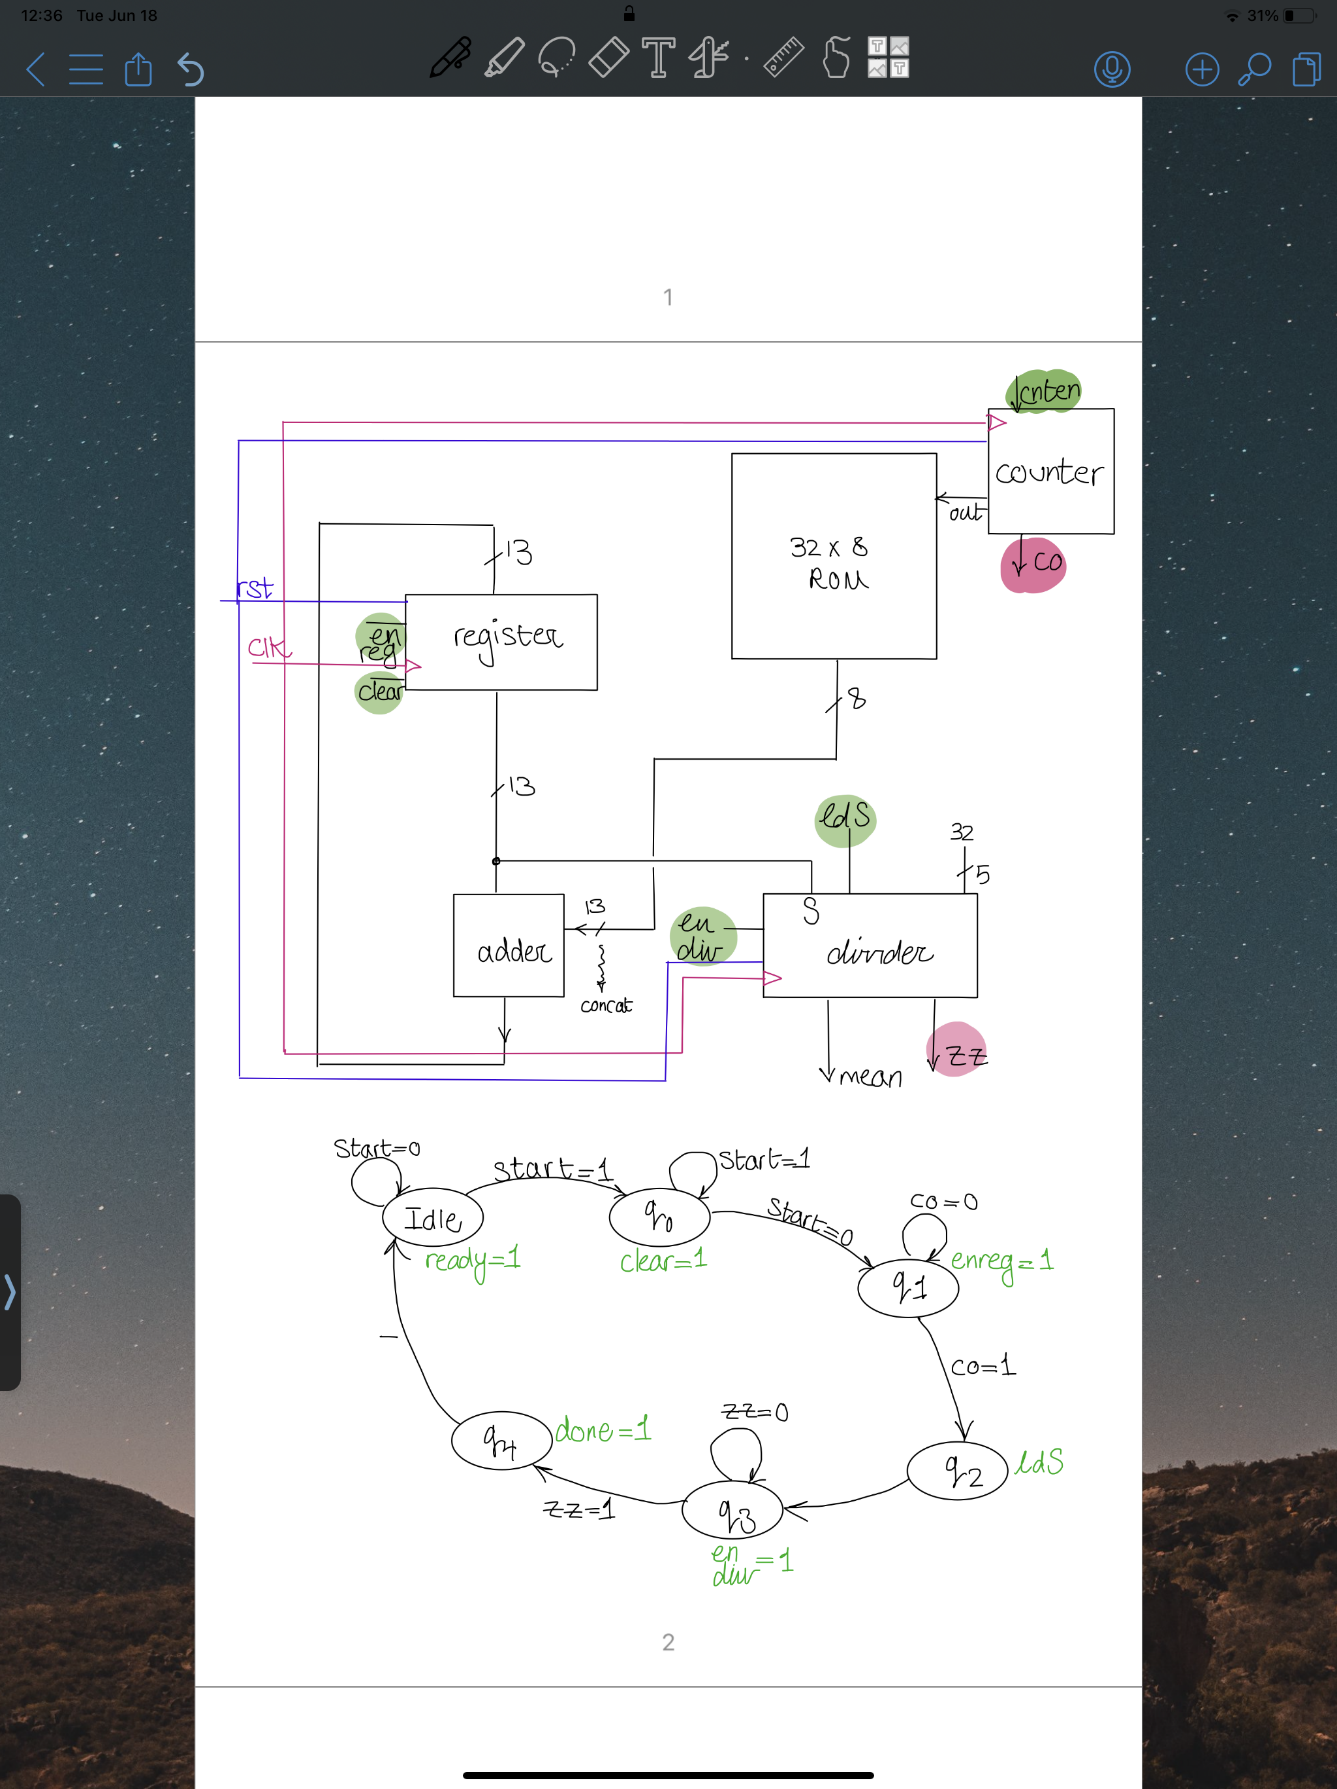 12:36 Tue Jun 18
31%
T
T
T
1
cnten
counter
out
co
32 x 8
ROM
13
rst
en
reg
clk
clear
register
8
13
ldS
32
5
13
en
div
S
adder
divider
concat
mean
zz
Start=0
Start=1
Start=1
co=0
Idle
q0
Start=0
ready=1
clear=1
enreg=1
q1
co=1
zz=0
done=1
q4
q2
ldS
zz=1
q3
en
div =1
2